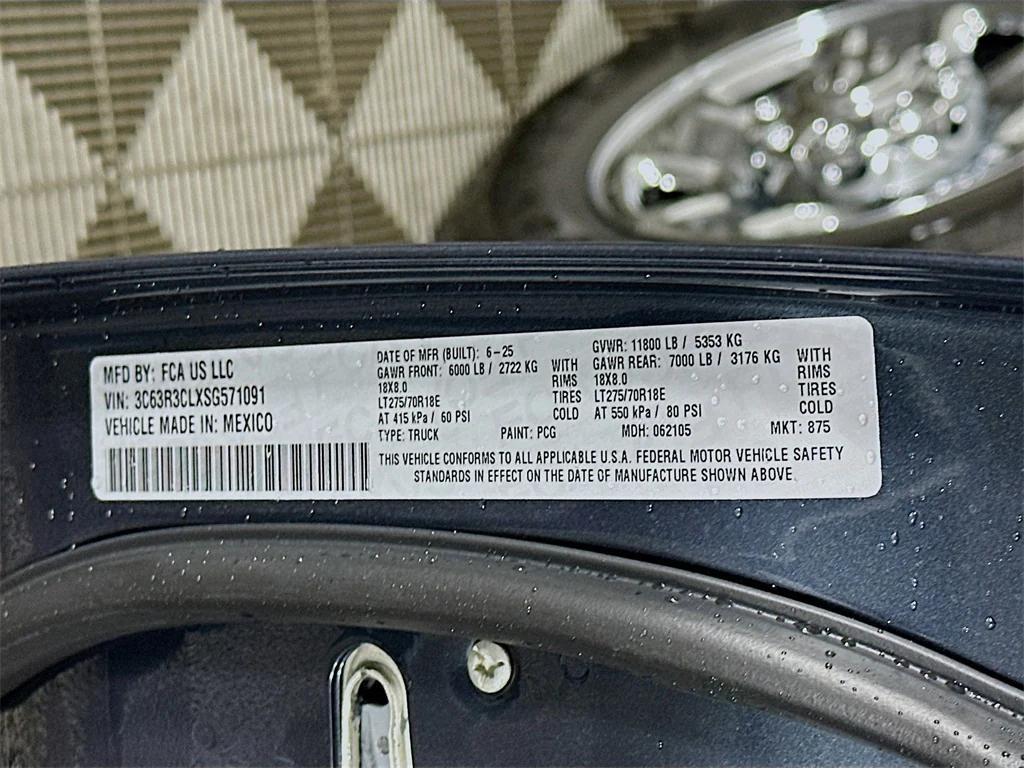 MFD BY: FCA US LLC
VIN: 3C63R3CLXSG571091
VEHICLE MADE IN: MEXICO
DATE OF MFR (BUILT): 6-25
GAWR FRONT: 6000 LB / 2722 KG
18X8.0
LT275/70R18E
AT 415 kPa / 60 PSI
WITH
RIMS
TIRES
COLD
GVWR: 11800 LB / 5353 KG
GAWR REAR: 7000 LB / 3176 KG
18X8.0
LT275/70R18E
AT 550 kPa / 80 PSI
WITH
RIMS
TIRES
COLD
TYPE: TRUCK PAINT: PCG MDH: 062105 MKT: 875
THIS VEHICLE CONFORMS TO ALL APPLICABLE U.S.A. FEDERAL MOTOR VEHICLE SAFETY
STANDARDS IN EFFECT ON THE DATE OF MANUFACTURE SHOWN ABOVE.